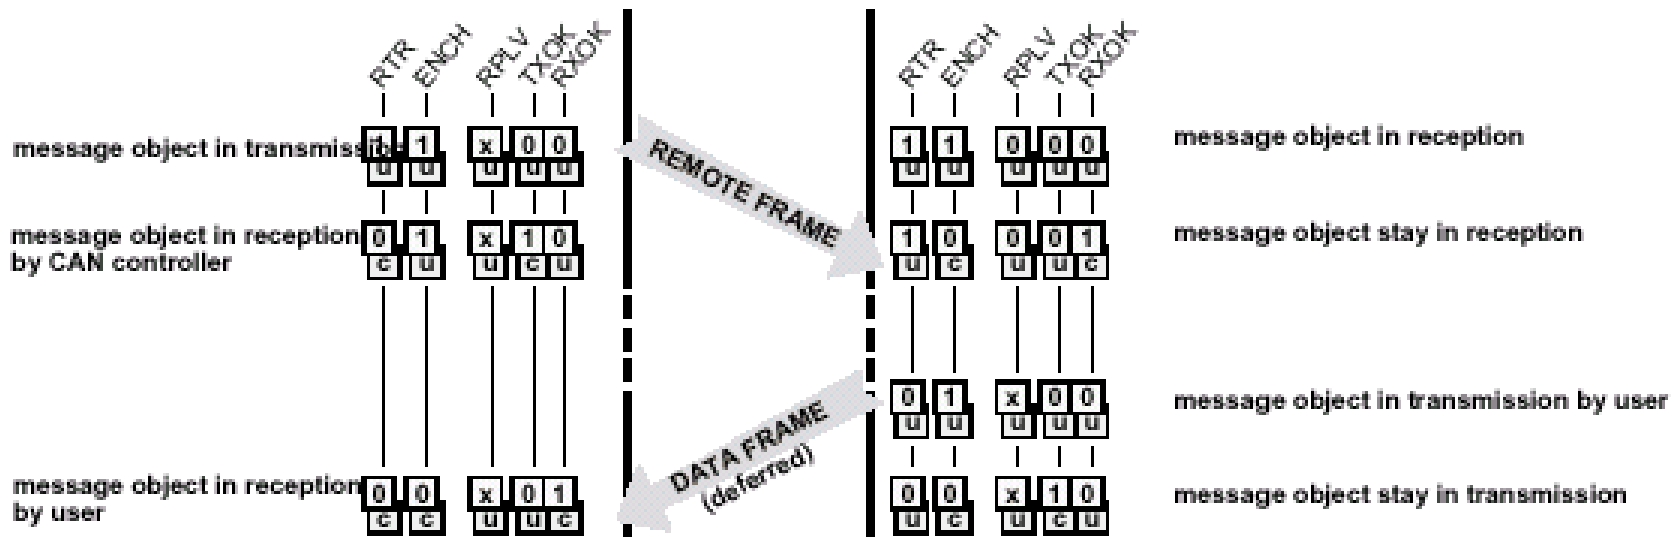 RTR ENCH RPLV TXOK RXOK RTR ENCH RPLV TXOK RXOK
message object in transmission 1 1 x 0 0 REMOTE FRAME 1 1 0 0 0 message object in reception
u u u u u u u u u u
message object in reception 0 1 x 1 0 1 0 0 0 1 message object stay in reception
by CAN controller c u u c u u c u u c
DATA FRAME 0 1 x 0 0 message object in transmission by user
(deferred) u u u u u
message object in reception 0 0 x 0 1 0 0 x 1 0 message object stay in transmission
by user c c u u c u c u c u